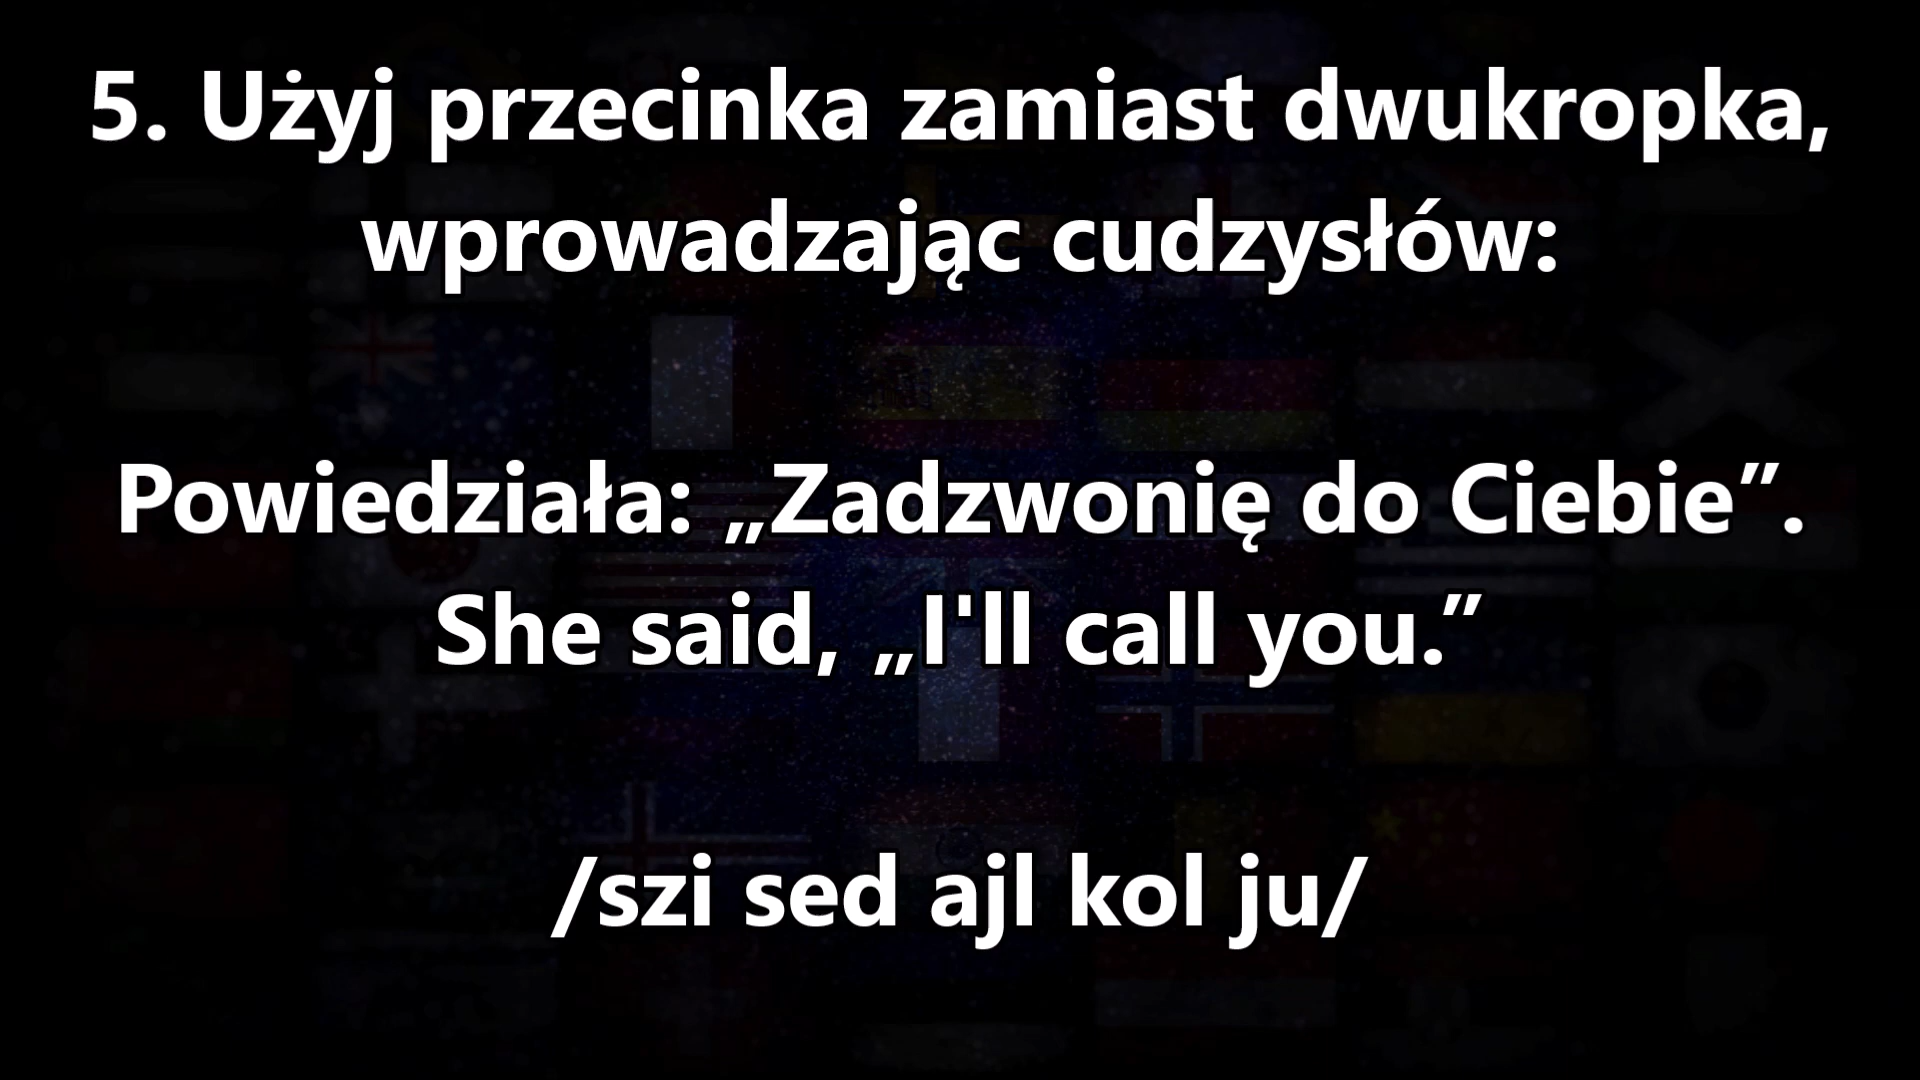 5. Użyj przecinka zamiast dwukropka,
wprowadzając cudzysłów:
Powiedziała: „Zadzwonię do Ciebie”.
She said, „I'll call you.”
/szi sed ajl kol ju/